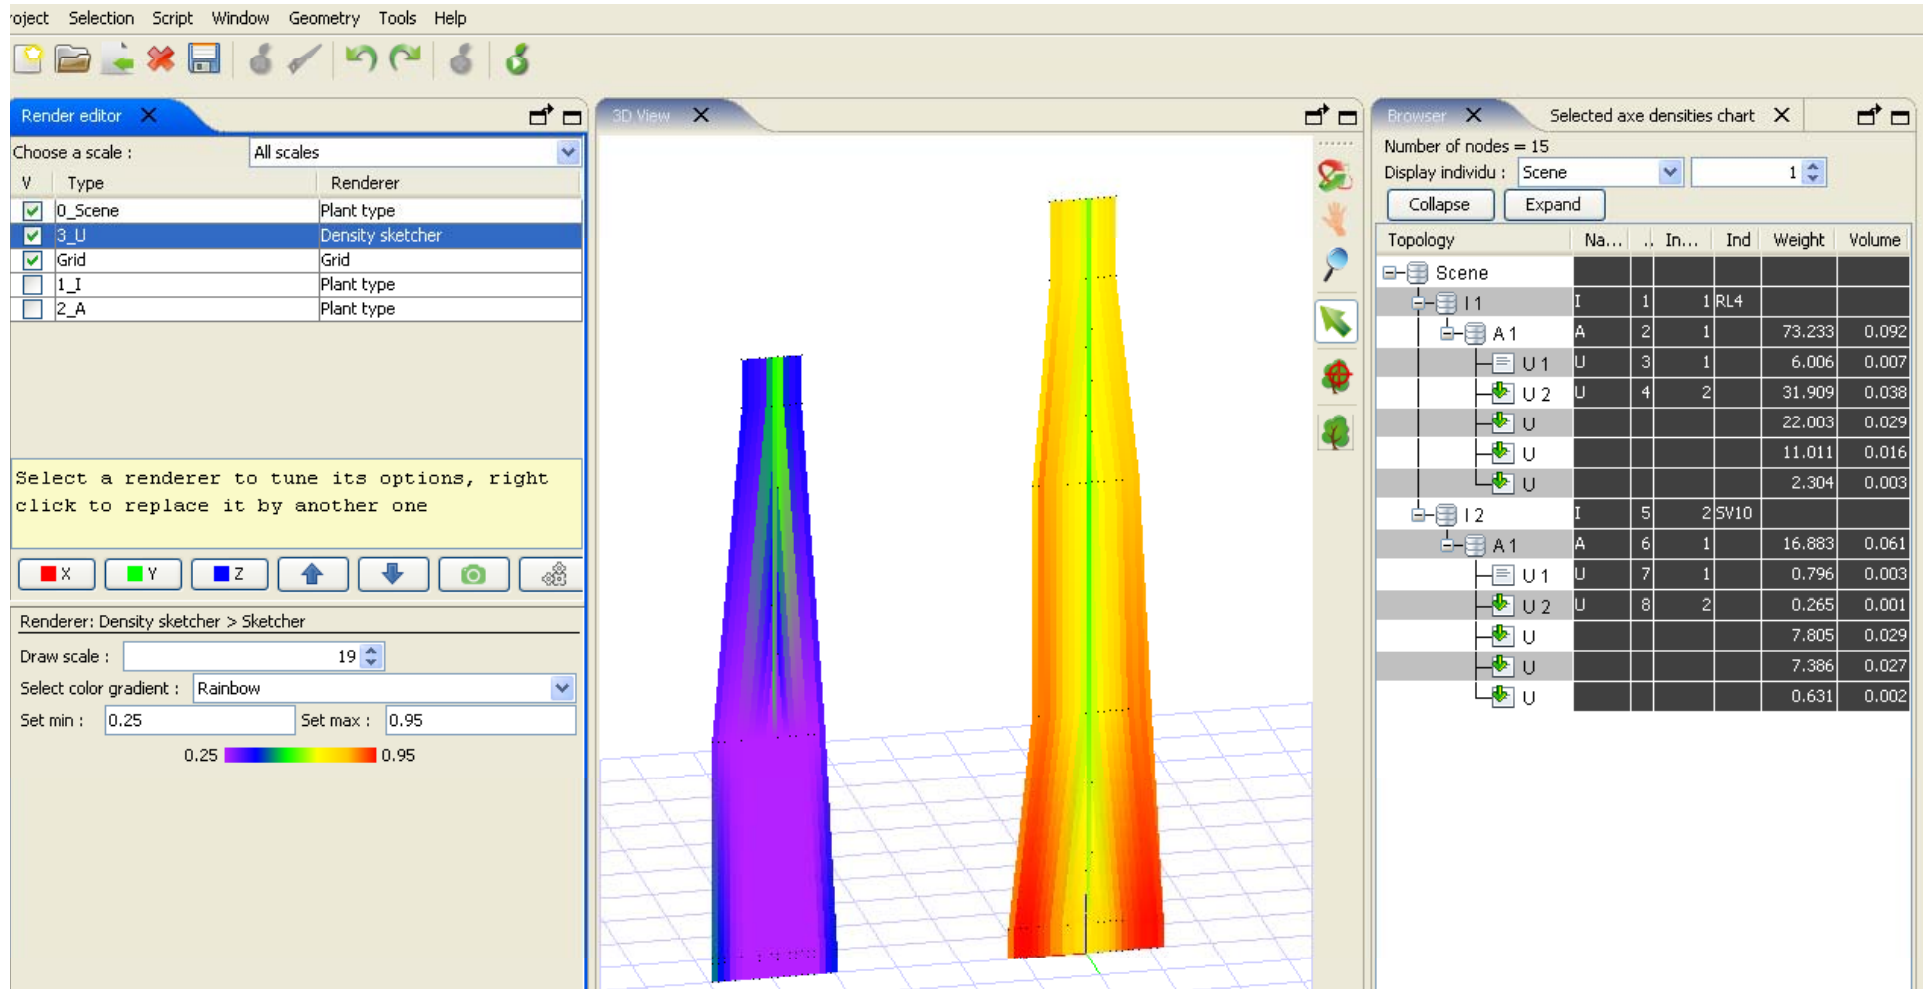 oject Selection Script Window Geometry Tools Help
Render editor
Choose a scale : All scales
V Type Renderer
0_Scene Plant type
3_U Density sketcher
Grid Grid
1_I Plant type
2_A Plant type
Select a renderer to tune its options, right
click to replace it by another one
X Y Z
Renderer: Density sketcher > Sketcher
Draw scale : 19
Select color gradient : Rainbow
Set min : 0.25 Set max : 0.95
0.25 0.95
3D View
Browser Selected axe densities chart
Number of nodes = 15
Display individu : Scene 1
Collapse Expand
Topology Na... .. In... Ind Weight Volume
Scene
I 1 I 1 1 RL4
A 1 A 2 1 73.233 0.092
U 1 U 3 1 6.006 0.007
U 2 U 4 2 31.909 0.038
U 22.003 0.029
U 11.011 0.016
U 2.304 0.003
I 2 I 5 2 SV10
A 1 A 6 1 16.883 0.061
U 1 U 7 1 0.796 0.003
U 2 U 8 2 0.265 0.001
U 7.805 0.029
U 7.386 0.027
U 0.631 0.002